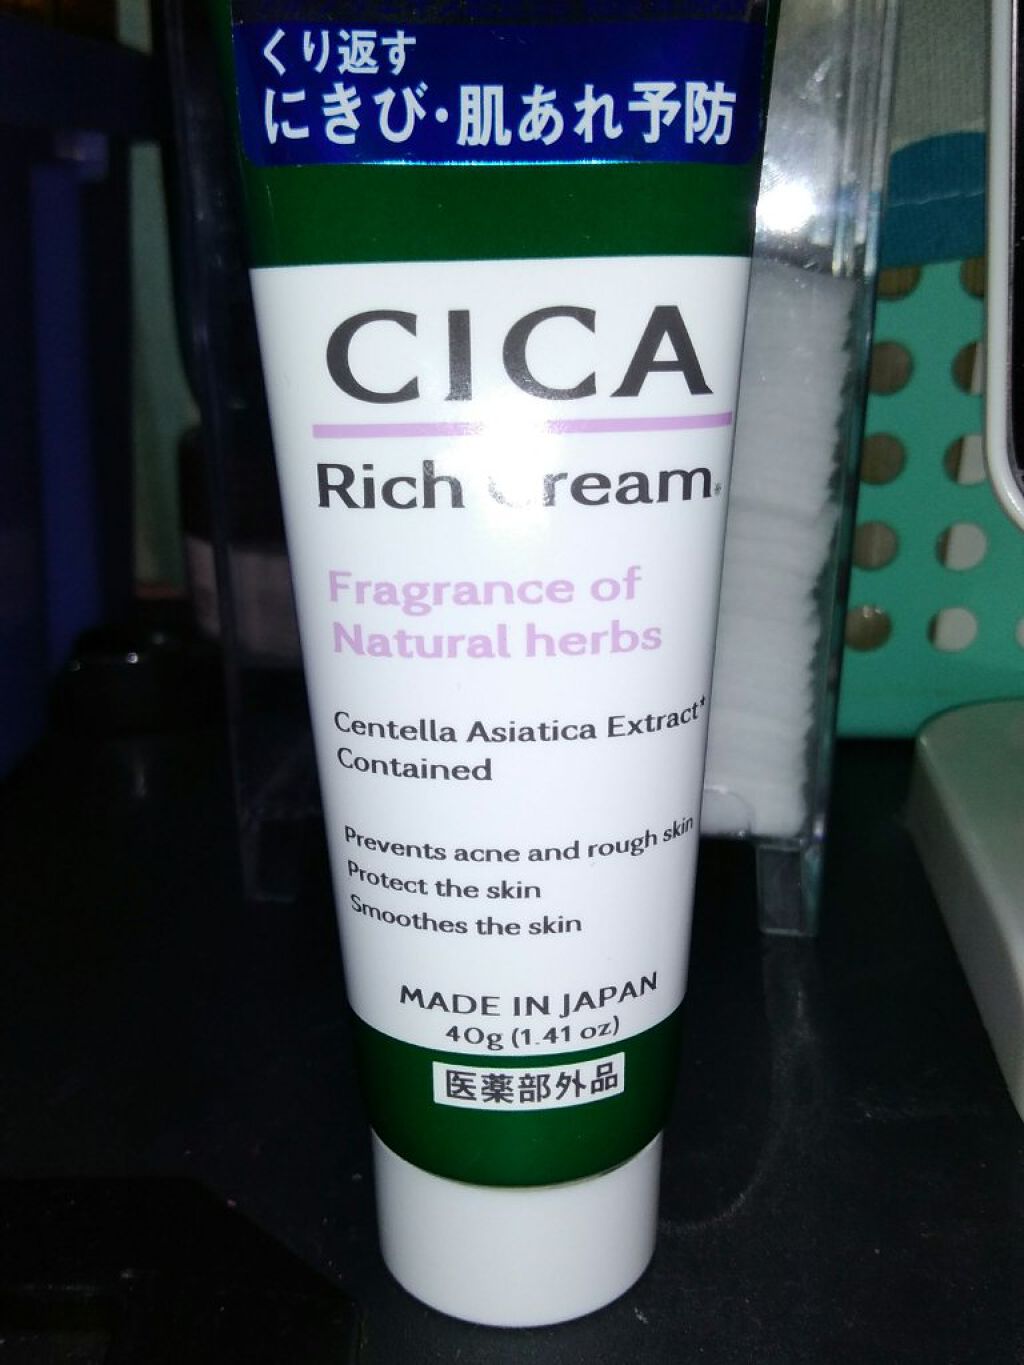 くり返す
にきび・肌あれ予防
CICA
Rich Cream*
Fragrance of
Natural herbs
Centella Asiatica Extract*
Contained
Prevents acne and rough skin
Protect the skin
Smoothes the skin
MADE IN JAPAN
40g (1.41 oz)
医薬部外品